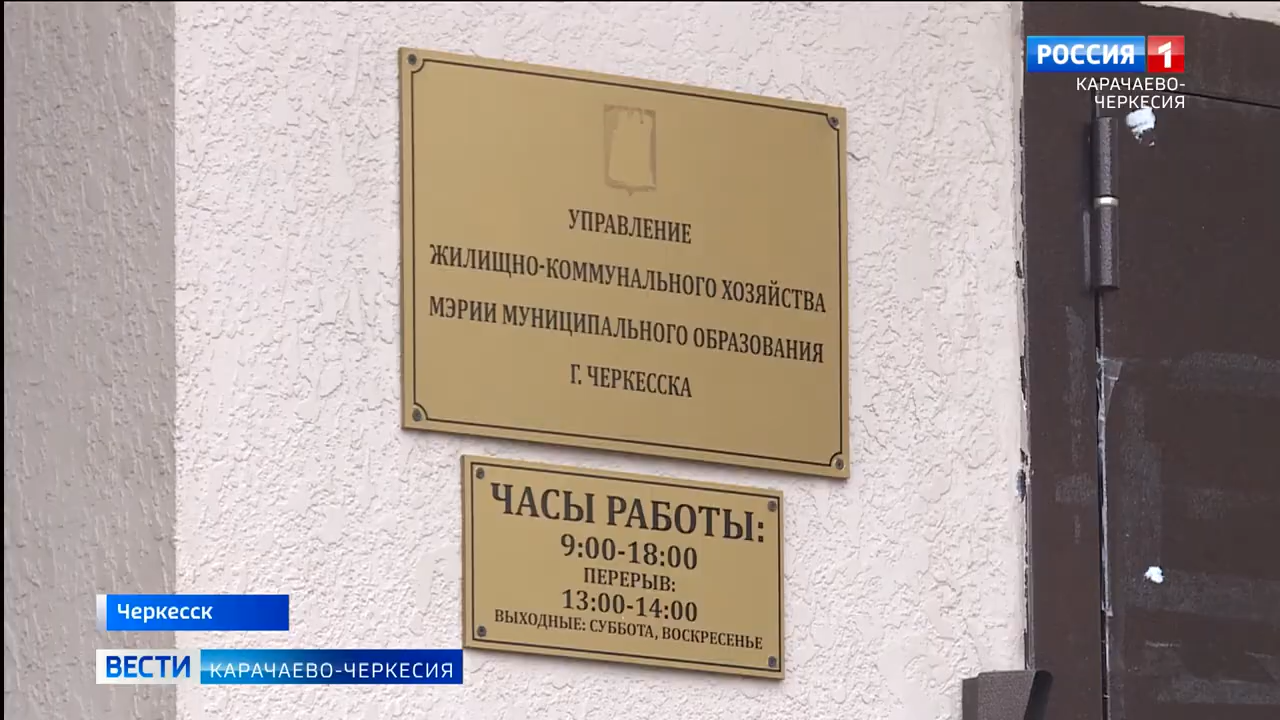 РОССИЯ 1
КАРАЧАЕВО-
ЧЕРКЕСИЯ
УПРАВЛЕНИЕ
ЖИЛИЩНО-КОММУНАЛЬНОГО ХОЗЯЙСТВА
МЭРИИ МУНИЦИПАЛЬНОГО ОБРАЗОВАНИЯ
Г. ЧЕРКЕССКА
ЧАСЫ РАБОТЫ:
9:00-18:00
ПЕРЕРЫВ:
13:00-14:00
ВЫХОДНЫЕ: СУББОТА, ВОСКРЕСЕНЬЕ
Черкесск
ВЕСТИ КАРАЧАЕВО-ЧЕРКЕСИЯ